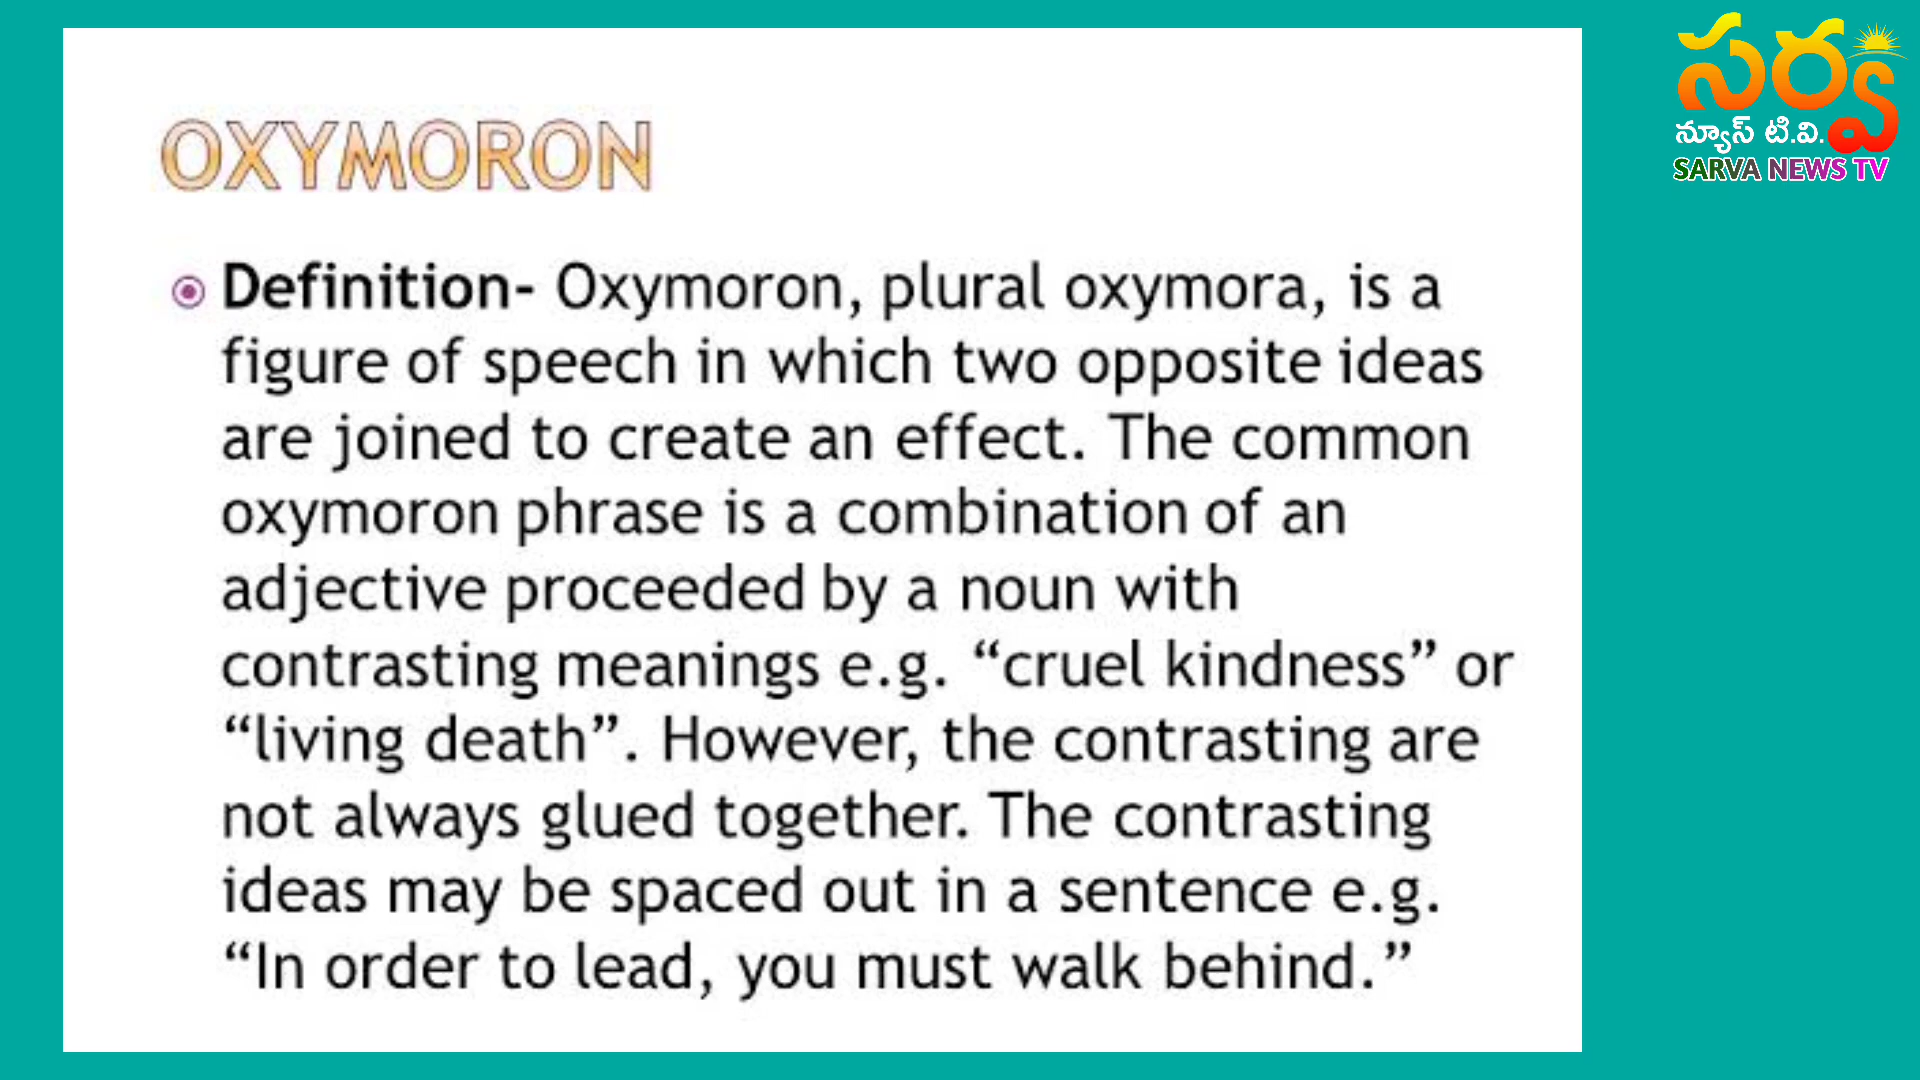 సర్వ
న్యూస్ టి.వి.
SARVA NEWS TV
OXYMORON
Definition- Oxymoron, plural oxymora, is a
figure of speech in which two opposite ideas
are joined to create an effect. The common
oxymoron phrase is a combination of an
adjective proceeded by a noun with
contrasting meanings e.g. “cruel kindness” or
“living death”. However, the contrasting are
not always glued together. The contrasting
ideas may be spaced out in a sentence e.g.
“In order to lead, you must walk behind.”